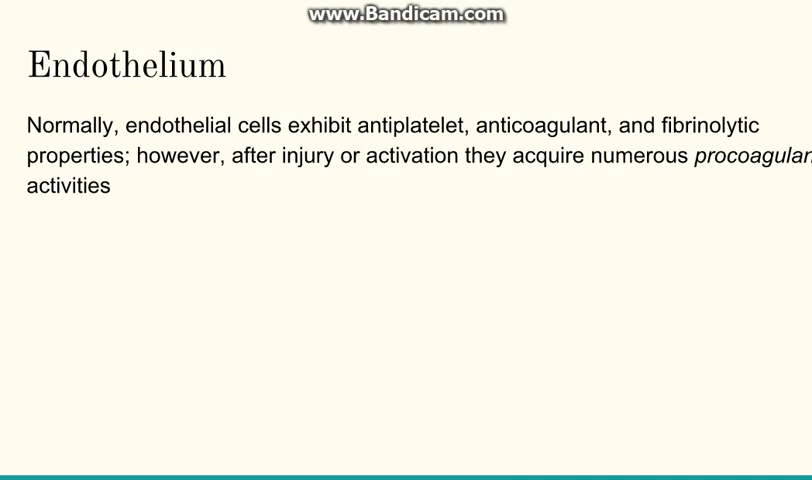 www.Bandicam.com
Endothelium
Normally, endothelial cells exhibit antiplatelet, anticoagulant, and fibrinolytic
properties; however, after injury or activation they acquire numerous procoagulan
activities